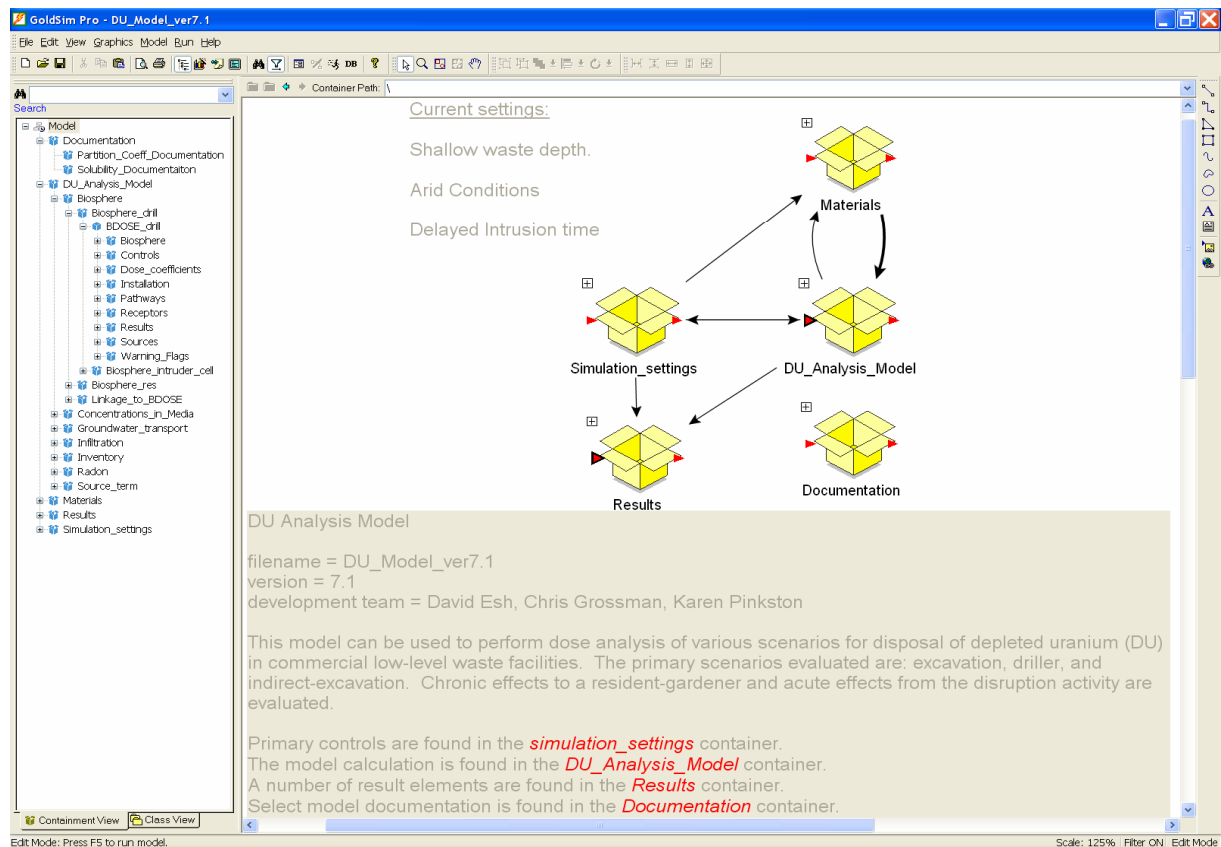 GoldSim Pro - DU_Model_ver7.1
File Edit View Graphics Model Run Help
DB
Container Path: \
Search
Model
Documentation
Partition_Coeff_Documentation
Solubility_Documentaiton
DU_Analysis_Model
Biosphere
Biosphere_drill
BDOSE_drill
Biosphere
Controls
Dose_coefficients
Installation
Pathways
Receptors
Results
Sources
Warning_Flags
Biosphere_intruder_cell
Biosphere_res
Linkage_to_BDOSE
Concentrations_in_Media
Groundwater_transport
Infiltration
Inventory
Radon
Source_term
Materials
Results
Simulation_settings
Containment View
Class View
Current settings:
Shallow waste depth.
Arid Conditions
Delayed Intrusion time
Materials
Simulation_settings
DU_Analysis_Model
Results
Documentation
DU Analysis Model
filename = DU_Model_ver7.1
version = 7.1
development team = David Esh, Chris Grossman, Karen Pinkston
This model can be used to perform dose analysis of various scenarios for disposal of depleted uranium (DU)
in commercial low-level waste facilities. The primary scenarios evaluated are: excavation, driller, and
indirect-excavation. Chronic effects to a resident-gardener and acute effects from the disruption activity are
evaluated.
Primary controls are found in the simulation_settings container.
The model calculation is found in the DU_Analysis_Model container.
A number of result elements are found in the Results container.
Select model documentation is found in the Documentation container.
A
Edit Mode: Press F5 to run model.
Scale: 125% Filter ON Edit Mode